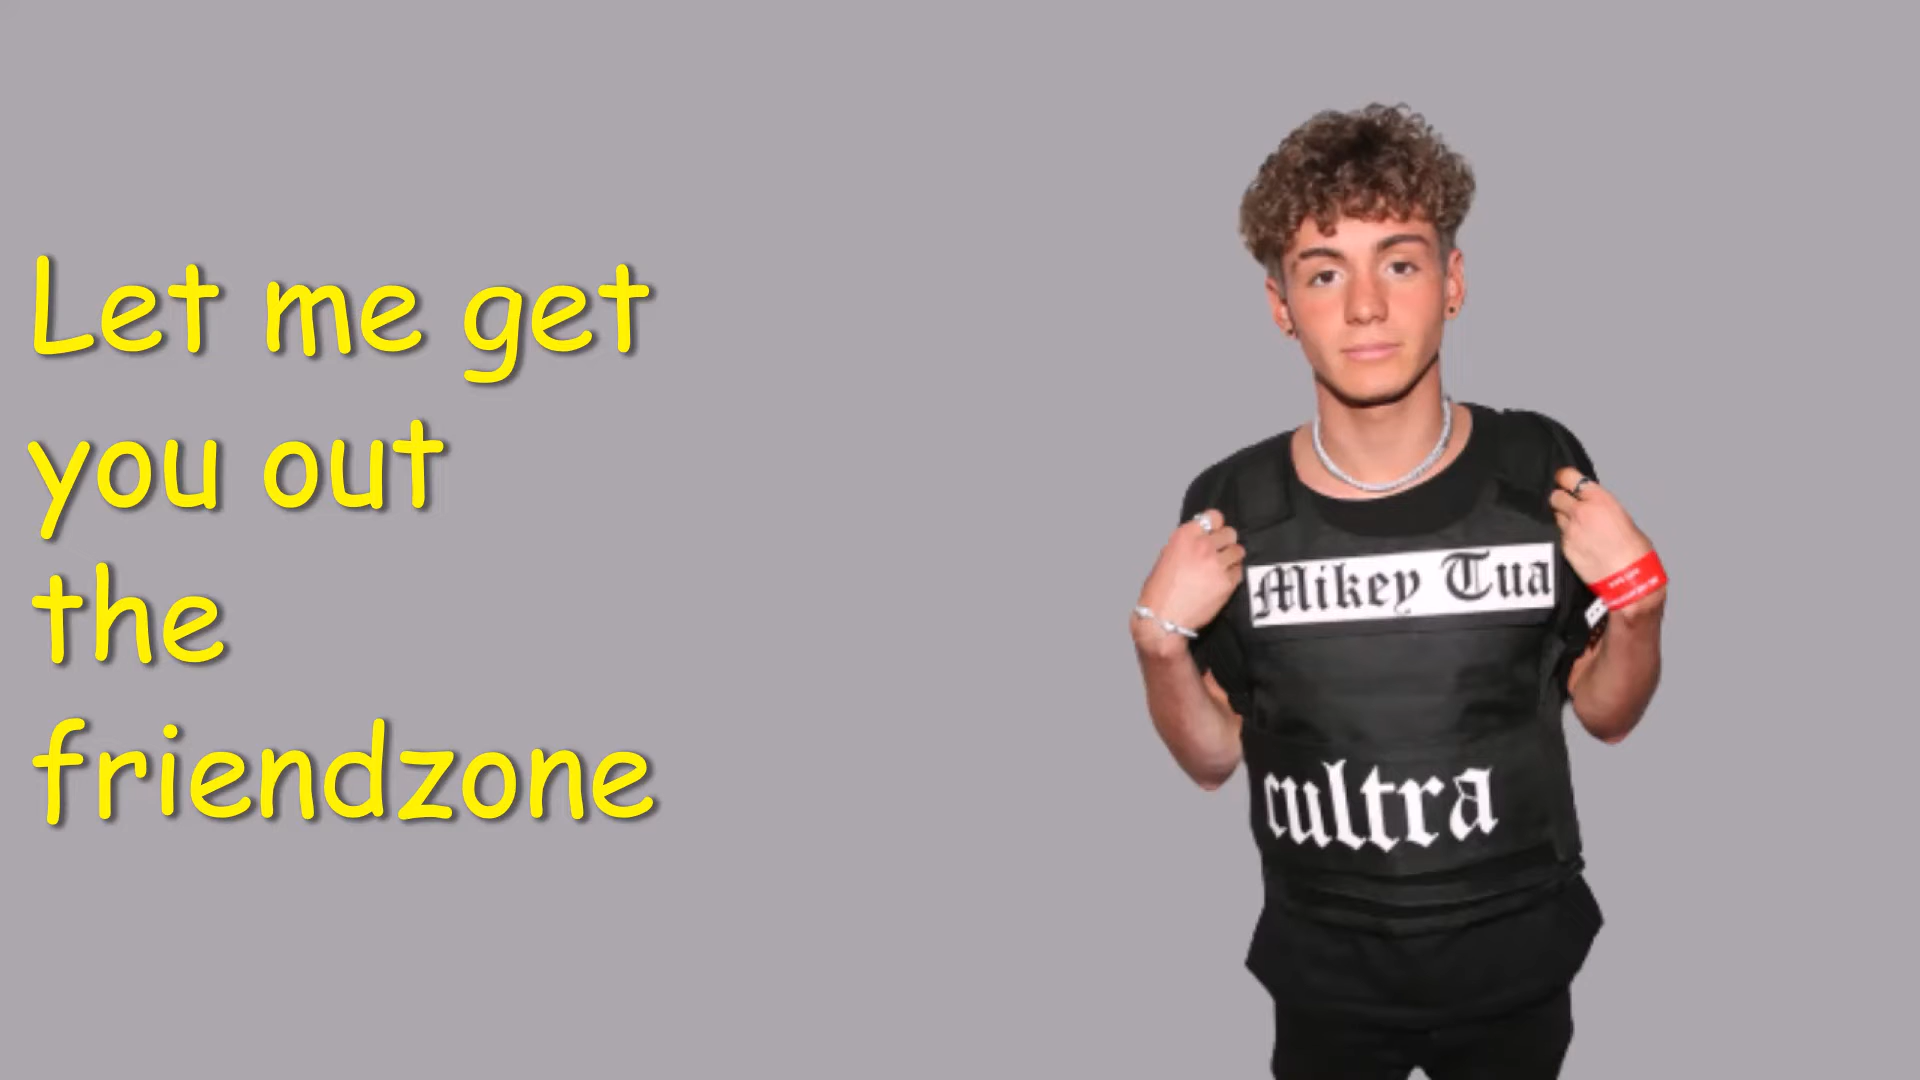 Let me get
you out
the
friendzone
Mikey Tua
cultra